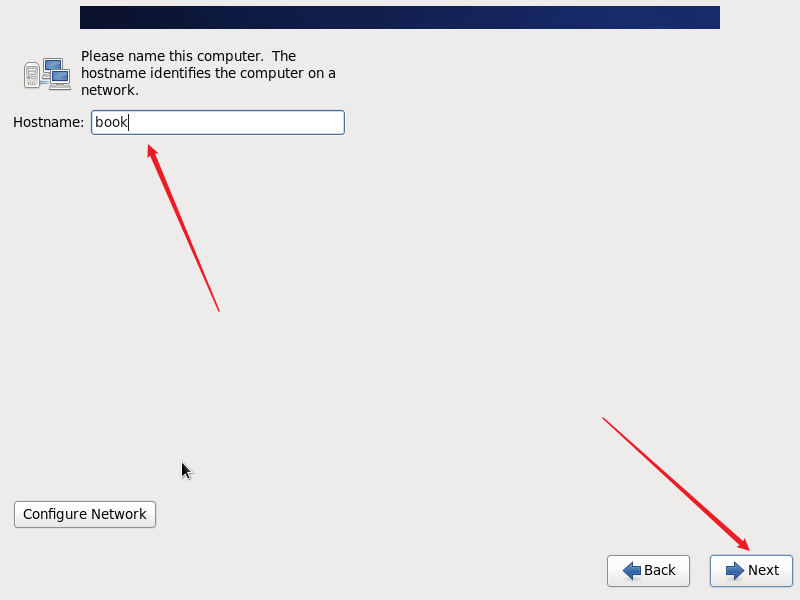 Please name this computer.  The
hostname identifies the computer on a
network.
Hostname: book
Configure Network
Back
Next